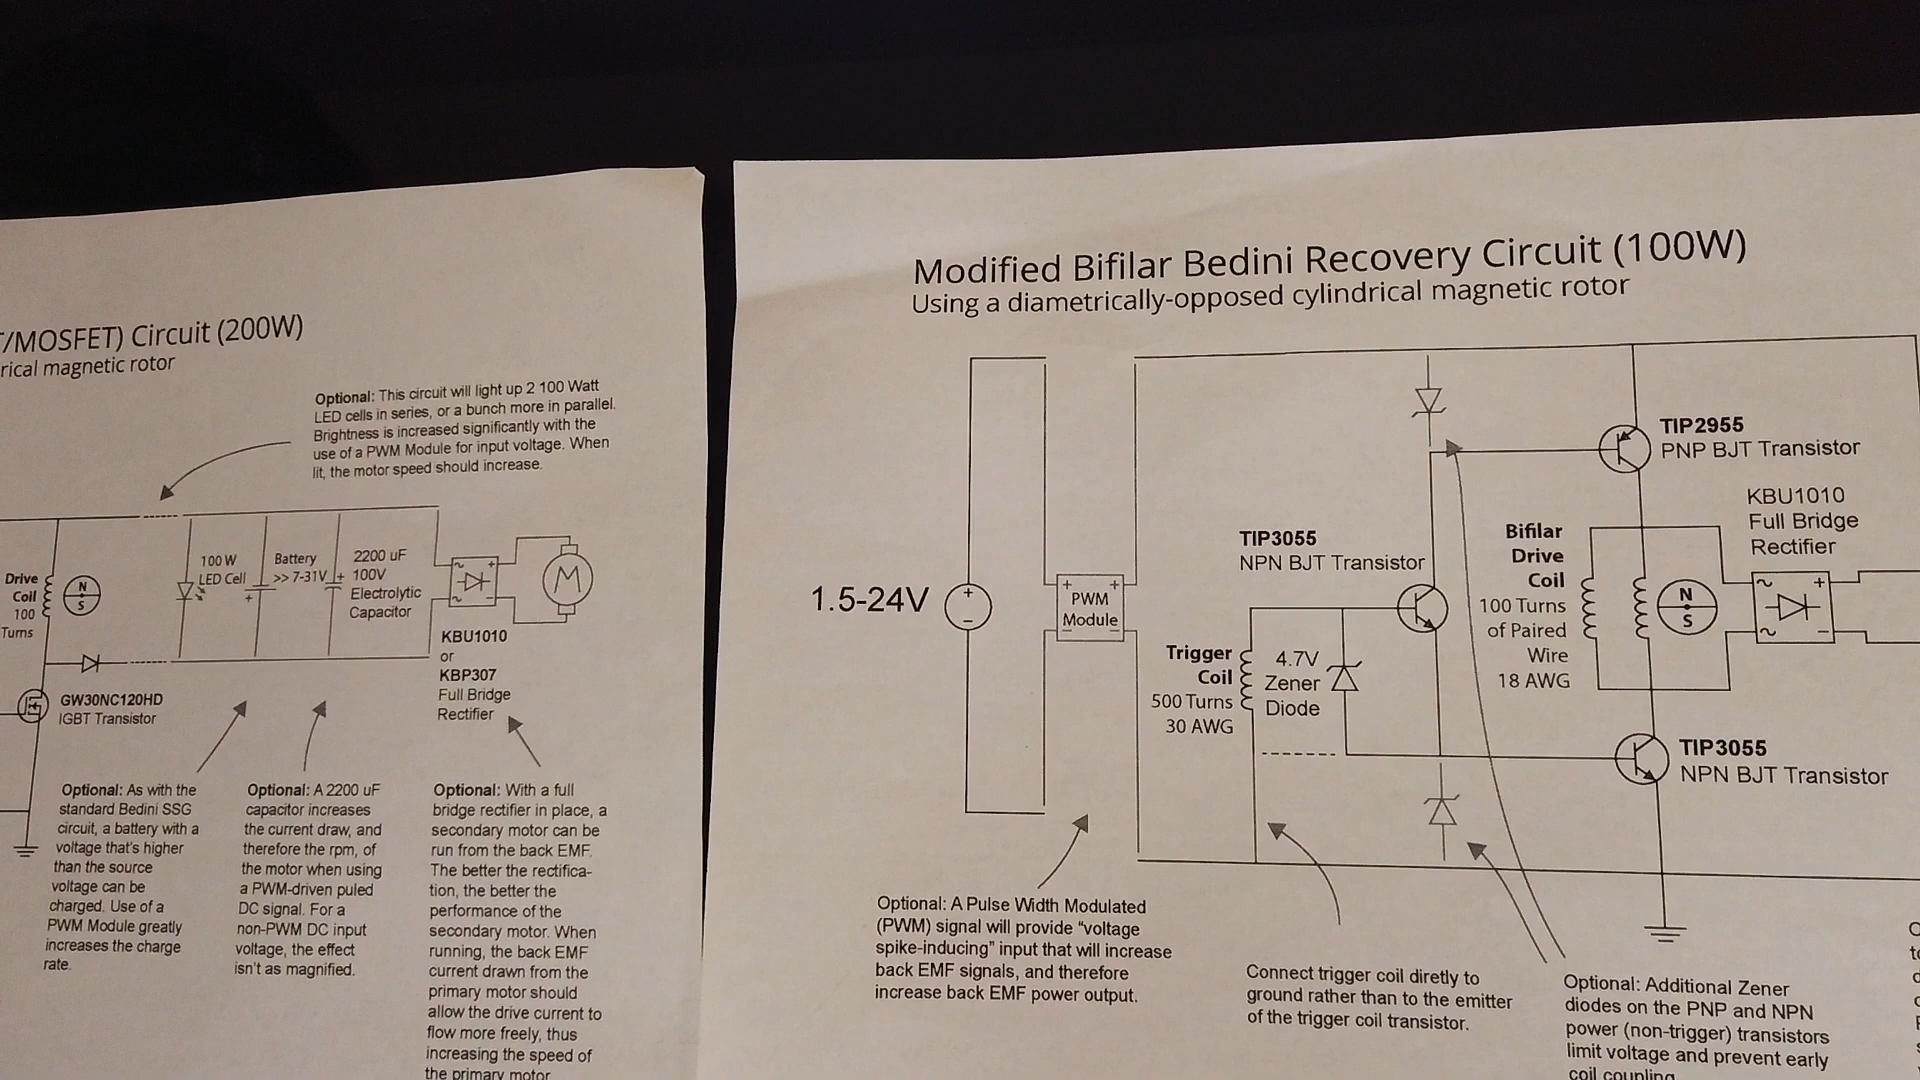 /MOSFET) Circuit (200W)
rical magnetic rotor
Optional: This circuit will light up 2 100 Watt
LED cells in series, or a bunch more in parallel.
Brightness is increased significantly with the
use of a PWM Module for input voltage. When
lit, the motor speed should increase.
Drive
Coil
100
Turns
N
S
100 W
LED Cell
+
Battery
>> 7-31V
+
2200 uF
100V
Electrolytic
Capacitor
~
+
~
-
M
KBU1010
or
KBP307
Full Bridge
Rectifier
GW30NC120HD
IGBT Transistor
Optional: As with the
standard Bedini SSG
circuit, a battery with a
voltage that's higher
than the source
voltage can be
charged. Use of a
PWM Module greatly
increases the charge
rate.
Optional: A 2200 uF
capacitor increases
the current draw, and
therefore the rpm, of
the motor when using
a PWM-driven puled
DC signal. For a
non-PWM DC input
voltage, the effect
isn't as magnified.
Optional: With a full
bridge rectifier in place, a
secondary motor can be
run from the back EMF.
The better the rectifica-
tion, the better the
performance of the
secondary motor. When
running, the back EMF
current drawn from the
primary motor should
allow the drive current to
flow more freely, thus
increasing the speed of
the primary motor
Modified Bifilar Bedini Recovery Circuit (100W)
Using a diametrically-opposed cylindrical magnetic rotor
1.5-24V
+
-
+ +
PWM
Module
- -
TIP3055
NPN BJT Transistor
Trigger
Coil
500 Turns
30 AWG
4.7V
Zener
Diode
TIP2955
PNP BJT Transistor
Bifilar
Drive
Coil
100 Turns
of Paired
Wire
18 AWG
N
S
KBU1010
Full Bridge
Rectifier
~ +
~ -
TIP3055
NPN BJT Transistor
Optional: A Pulse Width Modulated
(PWM) signal will provide “voltage
spike-inducing” input that will increase
back EMF signals, and therefore
increase back EMF power output.
Connect trigger coil diretly to
ground rather than to the emitter
of the trigger coil transistor.
Optional: Additional Zener
diodes on the PNP and NPN
power (non-trigger) transistors
limit voltage and prevent early
coil coupling